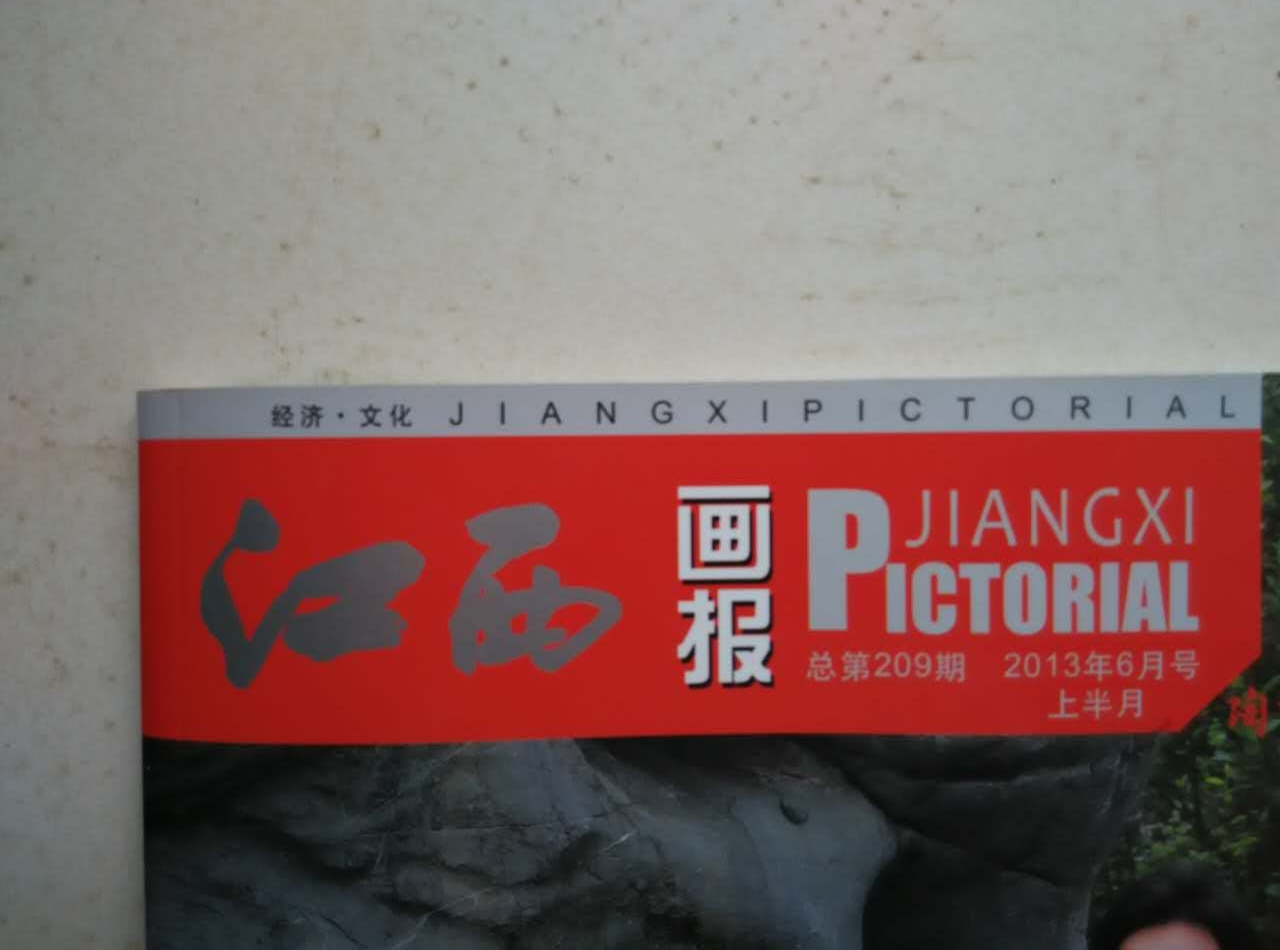 经济·文化 JIANGXIPICTORIAL
江西
画报
JIANGXI
PICTORIAL
总第209期 2013年6月号
上半月
陶